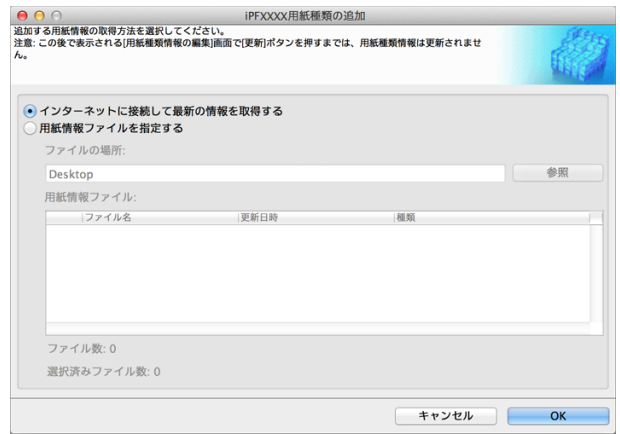 iPFXXXX用紙種類の追加
追加する用紙情報の取得方法を選択してください。
注意: この後で表示される[用紙種類情報の編集]画面で[更新]ボタンを押すまでは、用紙種類情報は更新されませ
ん。
インターネットに接続して最新の情報を取得する
用紙情報ファイルを指定する
ファイルの場所:
Desktop 参照
用紙情報ファイル:
ファイル名 更新日時 種類
ファイル数: 0
選択済みファイル数: 0
キャンセル OK